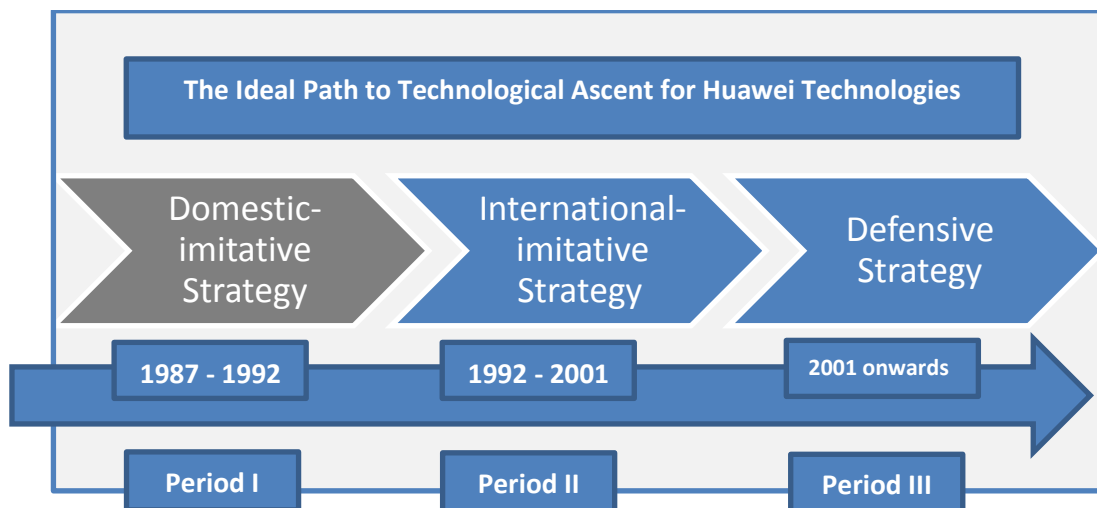 The Ideal Path to Technological Ascent for Huawei Technologies
Domestic-
imitative
Strategy
International-
imitative
Strategy
Defensive
Strategy
1987 - 1992
1992 - 2001
2001 onwards
Period I
Period II
Period III